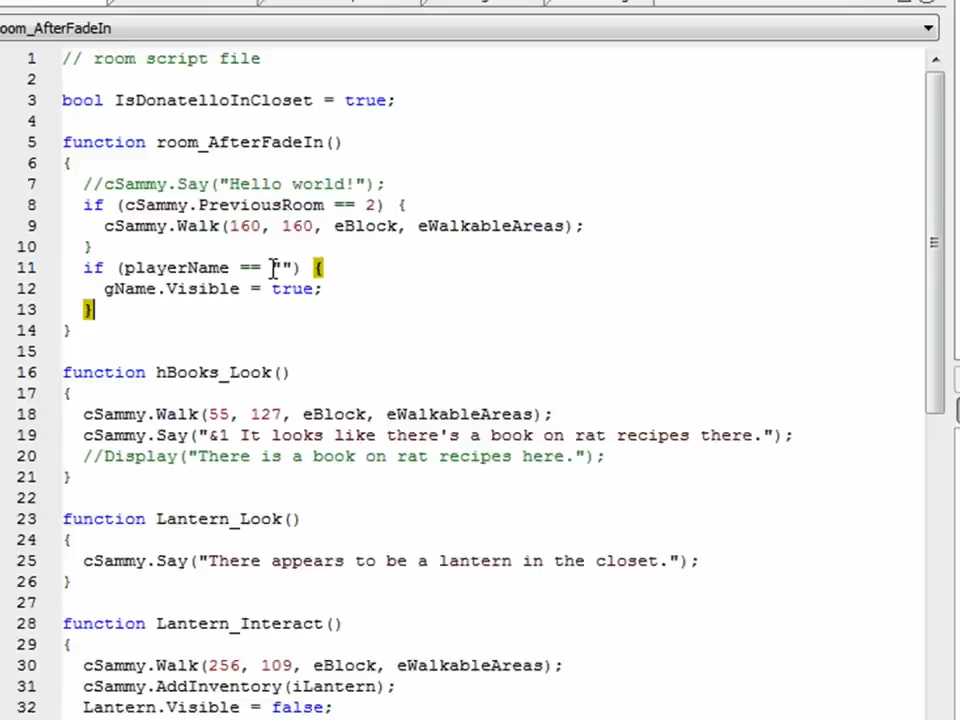 oom_AfterFadeIn
1 // room script file
2
3 bool IsDonatelloInCloset = true;
4
5 function room_AfterFadeIn()
6 {
7 //cSammy.Say("Hello world!");
8 if (cSammy.PreviousRoom == 2) {
9 cSammy.Walk(160, 160, eBlock, eWalkableAreas);
10 }
11 if (playerName == "") {
12 gName.Visible = true;
13 }
14 }
15
16 function hBooks_Look()
17 {
18 cSammy.Walk(55, 127, eBlock, eWalkableAreas);
19 cSammy.Say("&1 It looks like there's a book on rat recipes there.");
20 //Display("There is a book on rat recipes here.");
21 }
22
23 function Lantern_Look()
24 {
25 cSammy.Say("There appears to be a lantern in the closet.");
26 }
27
28 function Lantern_Interact()
29 {
30 cSammy.Walk(256, 109, eBlock, eWalkableAreas);
31 cSammy.AddInventory(iLantern);
32 Lantern.Visible = false;